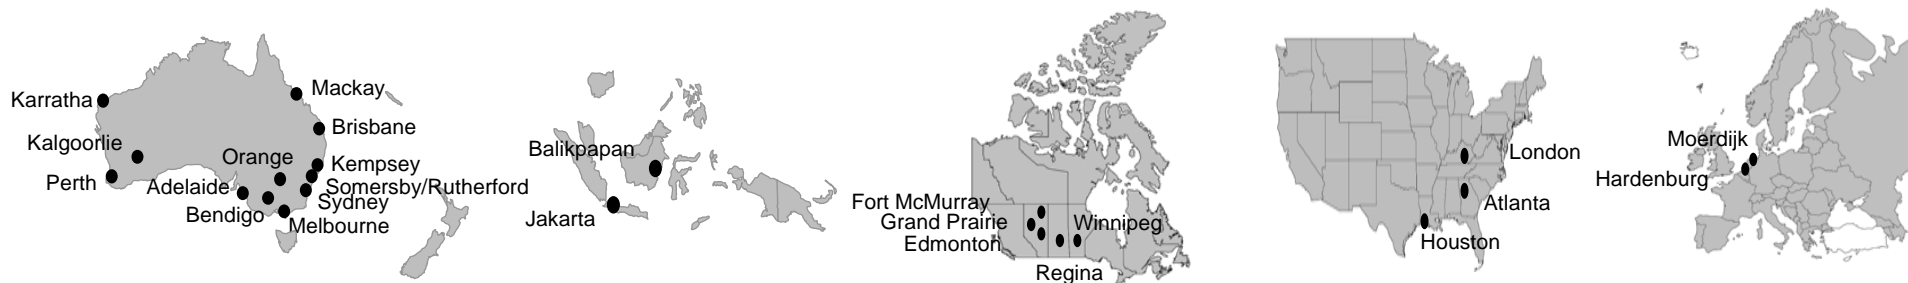 Karratha
Mackay
Brisbane
Kalgoorlie
Orange
Kempsey
Perth
Adelaide
Somersby/Rutherford
Sydney
Bendigo
Melbourne
Balikpapan
Jakarta
Fort McMurray
Grand Prairie
Winnipeg
Edmonton
Regina
London
Atlanta
Houston
Moerdijk
Hardenburg